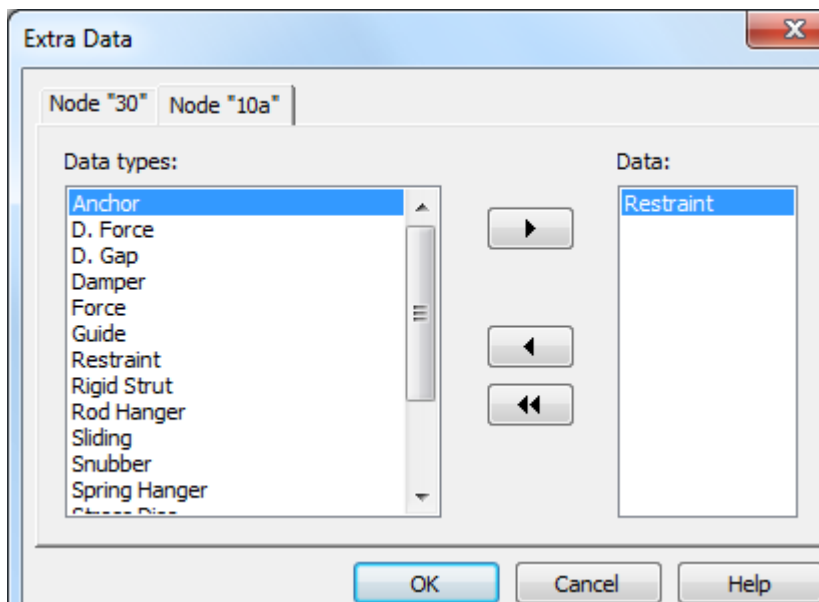 Extra Data
Node "30" Node "10a"
Data types: Data:
Anchor
D. Force
D. Gap
Damper
Force
Guide
Restraint
Rigid Strut
Rod Hanger
Sliding
Snubber
Spring Hanger
Restraint
OK Cancel Help